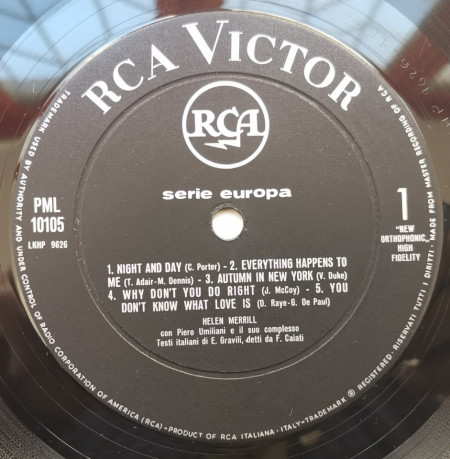 RCA VICTOR
RCA
serie europa
PML
10105
LKHP 9626
1
"NEW
ORTHOPHONIC"
HIGH
FIDELITY
1. NIGHT AND DAY (C. Porter) - 2. EVERYTHING HAPPENS TO
ME (T. Adair-M. Dennis) - 3. AUTUMN IN NEW YORK (V. Duke)
4. WHY DON'T YOU DO RIGHT (J. McCoy) - 5. YOU
DON'T KNOW WHAT LOVE IS (D. Raye-G. De Paul)
HELEN MERRILL
con Piero Umiliani e il suo complesso
Testi italiani di E. Gravili, detti da F. Caiati
TRADEMARK USED BY AUTHORITY AND UNDER CONTROL OF RADIO CORPORATION OF AMERICA (RCA) • PRODUCT OF RCA ITALIANA - ITALY - TRADEMARK ® REGISTERED - RISERVATI TUTTI I DIRITTI - MADE FROM MASTER RECORDING OF RCA